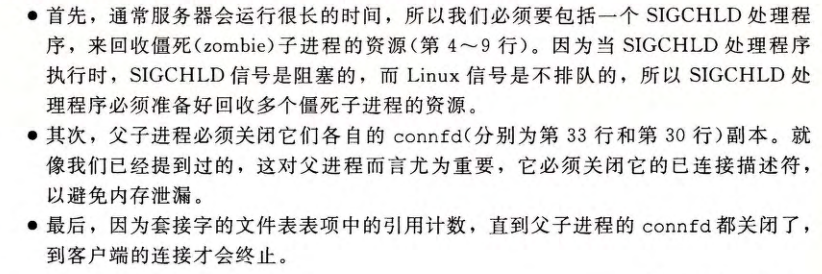 ● 首先，通常服务器会运行很长的时间，所以我们必须要包括一个 SIGCHLD 处理程
序，来回收僵死(zombie)子进程的资源(第 4～9 行)。因为当 SIGCHLD 处理程序
执行时，SIGCHLD 信号是阻塞的，而 Linux 信号是不排队的，所以 SIGCHLD 处
理程序必须准备好回收多个僵死子进程的资源。
● 其次，父子进程必须关闭它们各自的 connfd(分别为第 33 行和第 30 行)副本。就
像我们已经提到过的，这对父进程而言尤为重要，它必须关闭它的已连接描述符，
以避免内存泄漏。
● 最后，因为套接字的文件表表项中的引用计数，直到父子进程的 connfd 都关闭了，
到客户端的连接才会终止。